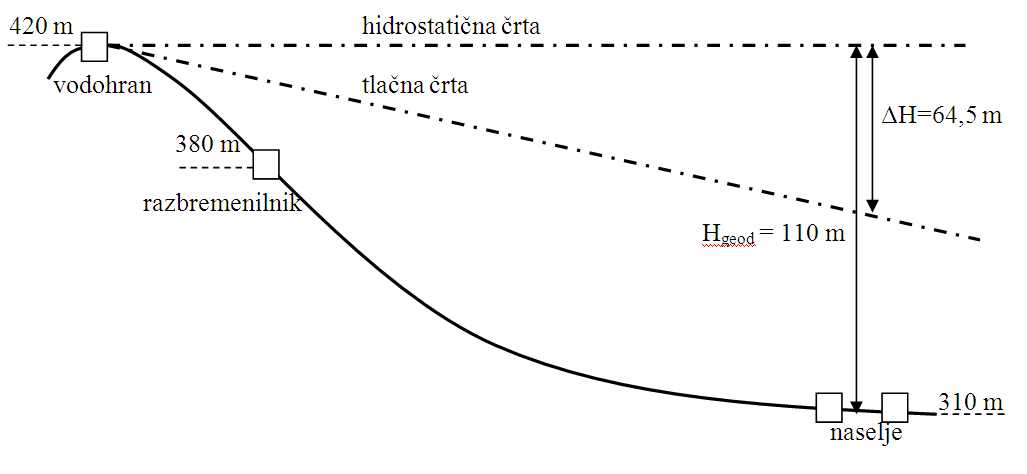 420 m
hidrostatična črta
vodohran
tlačna črta
ΔH=64,5 m
380 m
razbremenilnik
Hgeod = 110 m
310 m
naselje